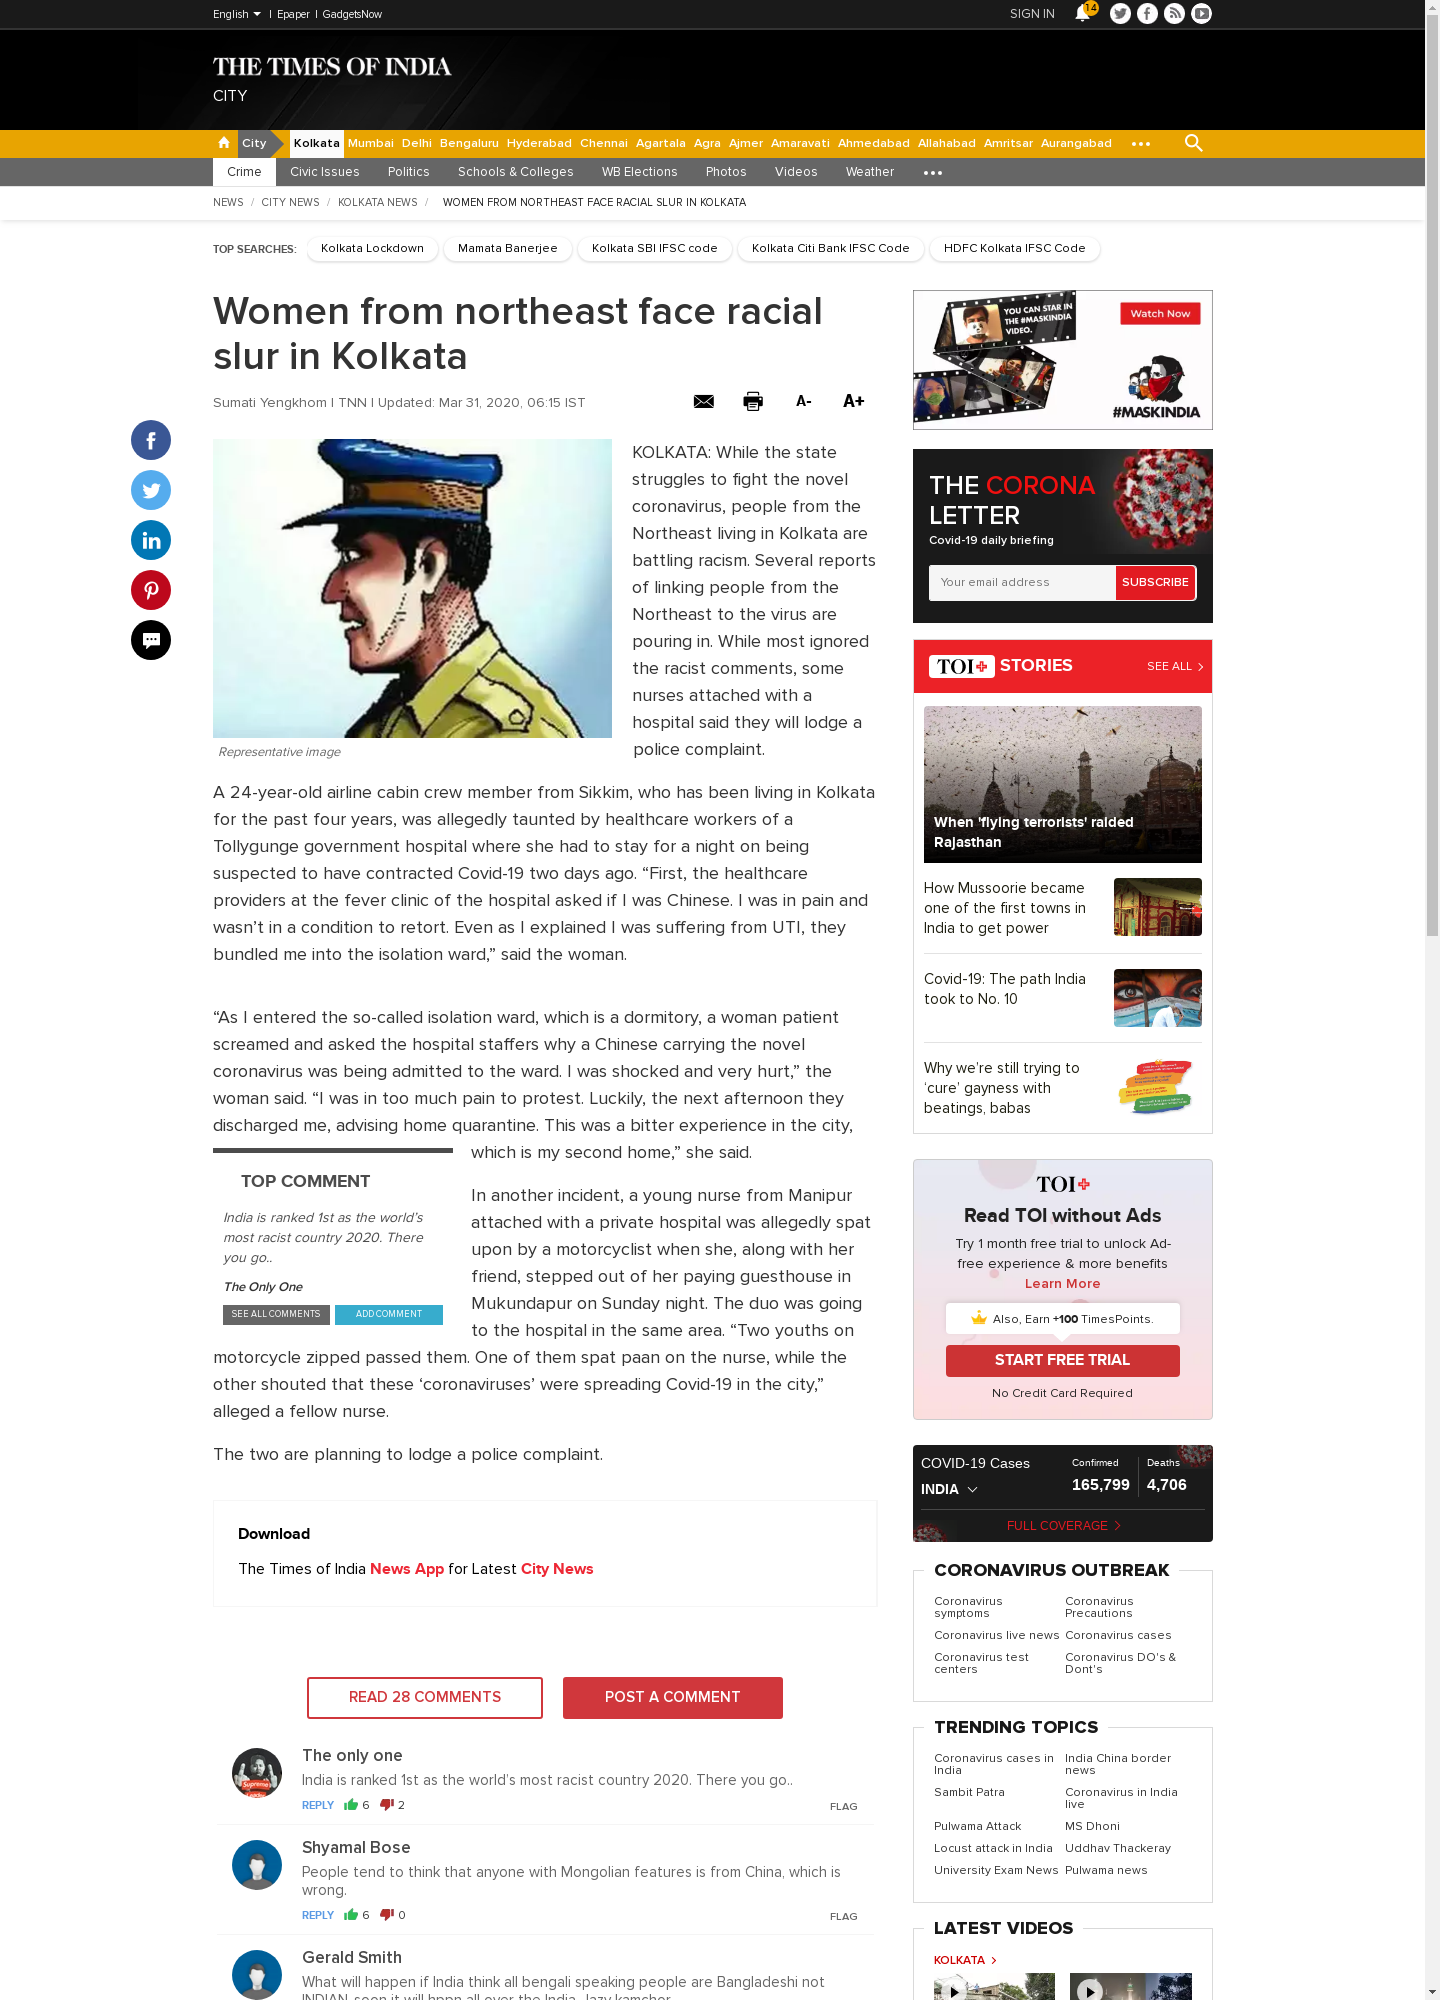 English | Epaper | GadgetsNow
SIGN IN
14
THE TIMES OF INDIA
CITY
City Kolkata Mumbai Delhi Bengaluru Hyderabad Chennai Agartala Agra Ajmer Amaravati Ahmedabad Allahabad Amritsar Aurangabad
Crime Civic Issues Politics Schools & Colleges WB Elections Photos Videos Weather
NEWS / CITY NEWS / KOLKATA NEWS / WOMEN FROM NORTHEAST FACE RACIAL SLUR IN KOLKATA
TOP SEARCHES: Kolkata Lockdown Mamata Banerjee Kolkata SBI IFSC code Kolkata Citi Bank IFSC Code HDFC Kolkata IFSC Code
Women from northeast face racial
slur in Kolkata
Sumati Yengkhom | TNN | Updated: Mar 31, 2020, 06:15 IST
A- A+
Representative image
KOLKATA: While the state
struggles to fight the novel
coronavirus, people from the
Northeast living in Kolkata are
battling racism. Several reports
of linking people from the
Northeast to the virus are
pouring in. While most ignored
the racist comments, some
nurses attached with a
hospital said they will lodge a
police complaint.
A 24-year-old airline cabin crew member from Sikkim, who has been living in Kolkata
for the past four years, was allegedly taunted by healthcare workers of a
Tollygunge government hospital where she had to stay for a night on being
suspected to have contracted Covid-19 two days ago. “First, the healthcare
providers at the fever clinic of the hospital asked if I was Chinese. I was in pain and
wasn’t in a condition to retort. Even as I explained I was suffering from UTI, they
bundled me into the isolation ward,” said the woman.
“As I entered the so-called isolation ward, which is a dormitory, a woman patient
screamed and asked the hospital staffers why a Chinese carrying the novel
coronavirus was being admitted to the ward. I was shocked and very hurt,” the
woman said. “I was in too much pain to protest. Luckily, the next afternoon they
discharged me, advising home quarantine. This was a bitter experience in the city,
which is my second home,” she said.
TOP COMMENT
India is ranked 1st as the world's
most racist country 2020. There
you go..
The Only One
SEE ALL COMMENTS ADD COMMENT
In another incident, a young nurse from Manipur
attached with a private hospital was allegedly spat
upon by a motorcyclist when she, along with her
friend, stepped out of her paying guesthouse in
Mukundapur on Sunday night. The duo was going
to the hospital in the same area. “Two youths on
motorcycle zipped passed them. One of them spat paan on the nurse, while the
other shouted that these ‘coronaviruses’ were spreading Covid-19 in the city,”
alleged a fellow nurse.
The two are planning to lodge a police complaint.
Download
The Times of India News App for Latest City News
READ 28 COMMENTS POST A COMMENT
The only one
India is ranked 1st as the world's most racist country 2020. There you go..
REPLY 6 2 FLAG
Shyamal Bose
People tend to think that anyone with Mongolian features is from China, which is
wrong.
REPLY 6 0 FLAG
Gerald Smith
What will happen if India think all bengali speaking people are Bangladeshi not
INDIAN, soon it will hppn all over the India. lazy kamchor
YOU CAN STAR IN
THE #MASKINDIA
VIDEO.
Watch Now
#MASKINDIA
THE CORONA
LETTER
Covid-19 daily briefing
Your email address SUBSCRIBE
TOI+ STORIES SEE ALL
When 'flying terrorists' raided
Rajasthan
How Mussoorie became
one of the first towns in
India to get power
Covid-19: The path India
took to No. 10
Why we’re still trying to
‘cure’ gayness with
beatings, babas
TOI+
Read TOI without Ads
Try 1 month free trial to unlock Ad-
free experience & more benefits
Learn More
Also, Earn +100 TimesPoints.
START FREE TRIAL
No Credit Card Required
COVID-19 Cases Confirmed Deaths
INDIA 165,799 4,706
FULL COVERAGE
CORONAVIRUS OUTBREAK
Coronavirus
symptoms
Coronavirus
Precautions
Coronavirus live news Coronavirus cases
Coronavirus test
centers
Coronavirus DO's &
Dont's
TRENDING TOPICS
Coronavirus cases in
India
India China border
news
Sambit Patra
Coronavirus in India
live
Pulwama Attack MS Dhoni
Locust attack in India Uddhav Thackeray
University Exam News Pulwama news
LATEST VIDEOS
KOLKATA